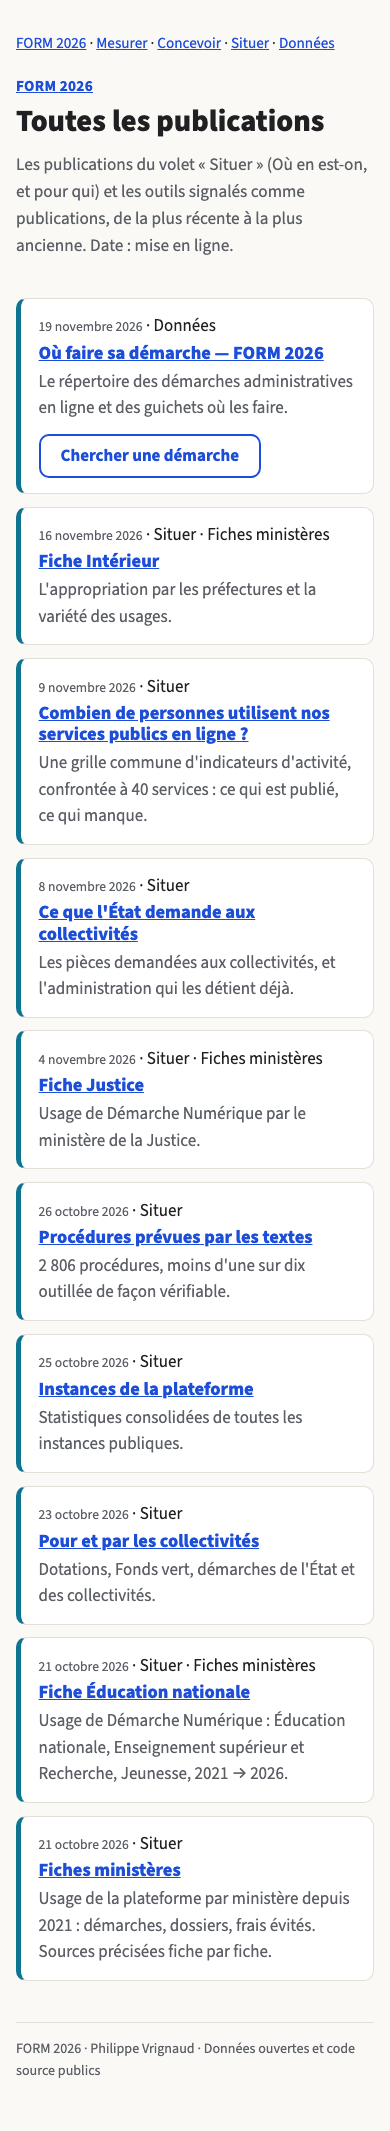 FORM 2026 · Mesurer · Concevoir · Situer · Données
FORM 2026
Toutes les publications
Les publications du volet « Situer » (Où en est-on,
et pour qui) et les outils signalés comme
publications, de la plus récente à la plus
ancienne. Date : mise en ligne.
19 novembre 2026 · Données
Où faire sa démarche — FORM 2026
Le répertoire des démarches administratives
en ligne et des guichets où les faire.
Chercher une démarche
16 novembre 2026 · Situer · Fiches ministères
Fiche Intérieur
L'appropriation par les préfectures et la
variété des usages.
9 novembre 2026 · Situer
Combien de personnes utilisent nos
services publics en ligne ?
Une grille commune d'indicateurs d'activité,
confrontée à 40 services : ce qui est publié,
ce qui manque.
8 novembre 2026 · Situer
Ce que l'État demande aux
collectivités
Les pièces demandées aux collectivités, et
l'administration qui les détient déjà.
4 novembre 2026 · Situer · Fiches ministères
Fiche Justice
Usage de Démarche Numérique par le
ministère de la Justice.
26 octobre 2026 · Situer
Procédures prévues par les textes
2 806 procédures, moins d'une sur dix
outillée de façon vérifiable.
25 octobre 2026 · Situer
Instances de la plateforme
Statistiques consolidées de toutes les
instances publiques.
23 octobre 2026 · Situer
Pour et par les collectivités
Dotations, Fonds vert, démarches de l'État et
des collectivités.
21 octobre 2026 · Situer · Fiches ministères
Fiche Éducation nationale
Usage de Démarche Numérique : Éducation
nationale, Enseignement supérieur et
Recherche, Jeunesse, 2021 → 2026.
21 octobre 2026 · Situer
Fiches ministères
Usage de la plateforme par ministère depuis
2021 : démarches, dossiers, frais évités.
Sources précisées fiche par fiche.
FORM 2026 · Philippe Vrignaud · Données ouvertes et code
source publics